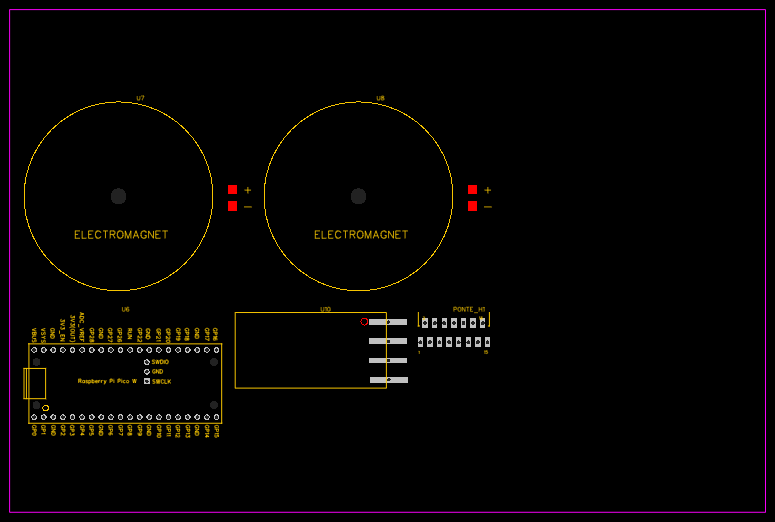 U7
U8
+
+
−
−
ELECTROMAGNET
ELECTROMAGNET
U6
U10
PONTE_H1
VBUS VSYS GND 3V3_EN 3V3(OUT) ADC_VREF GP28 GND GP27 GP26 RUN GP22 GND GP21 GP20 GP19 GP18 GND GP17 GP16
1
15
SWDIO
GND
SWCLK
Raspberry Pi Pico W
GP0 GP1 GND GP2 GP3 GP4 GP5 GND GP6 GP7 GP8 GP9 GND GP10 GP11 GP12 GP13 GND GP14 GP15